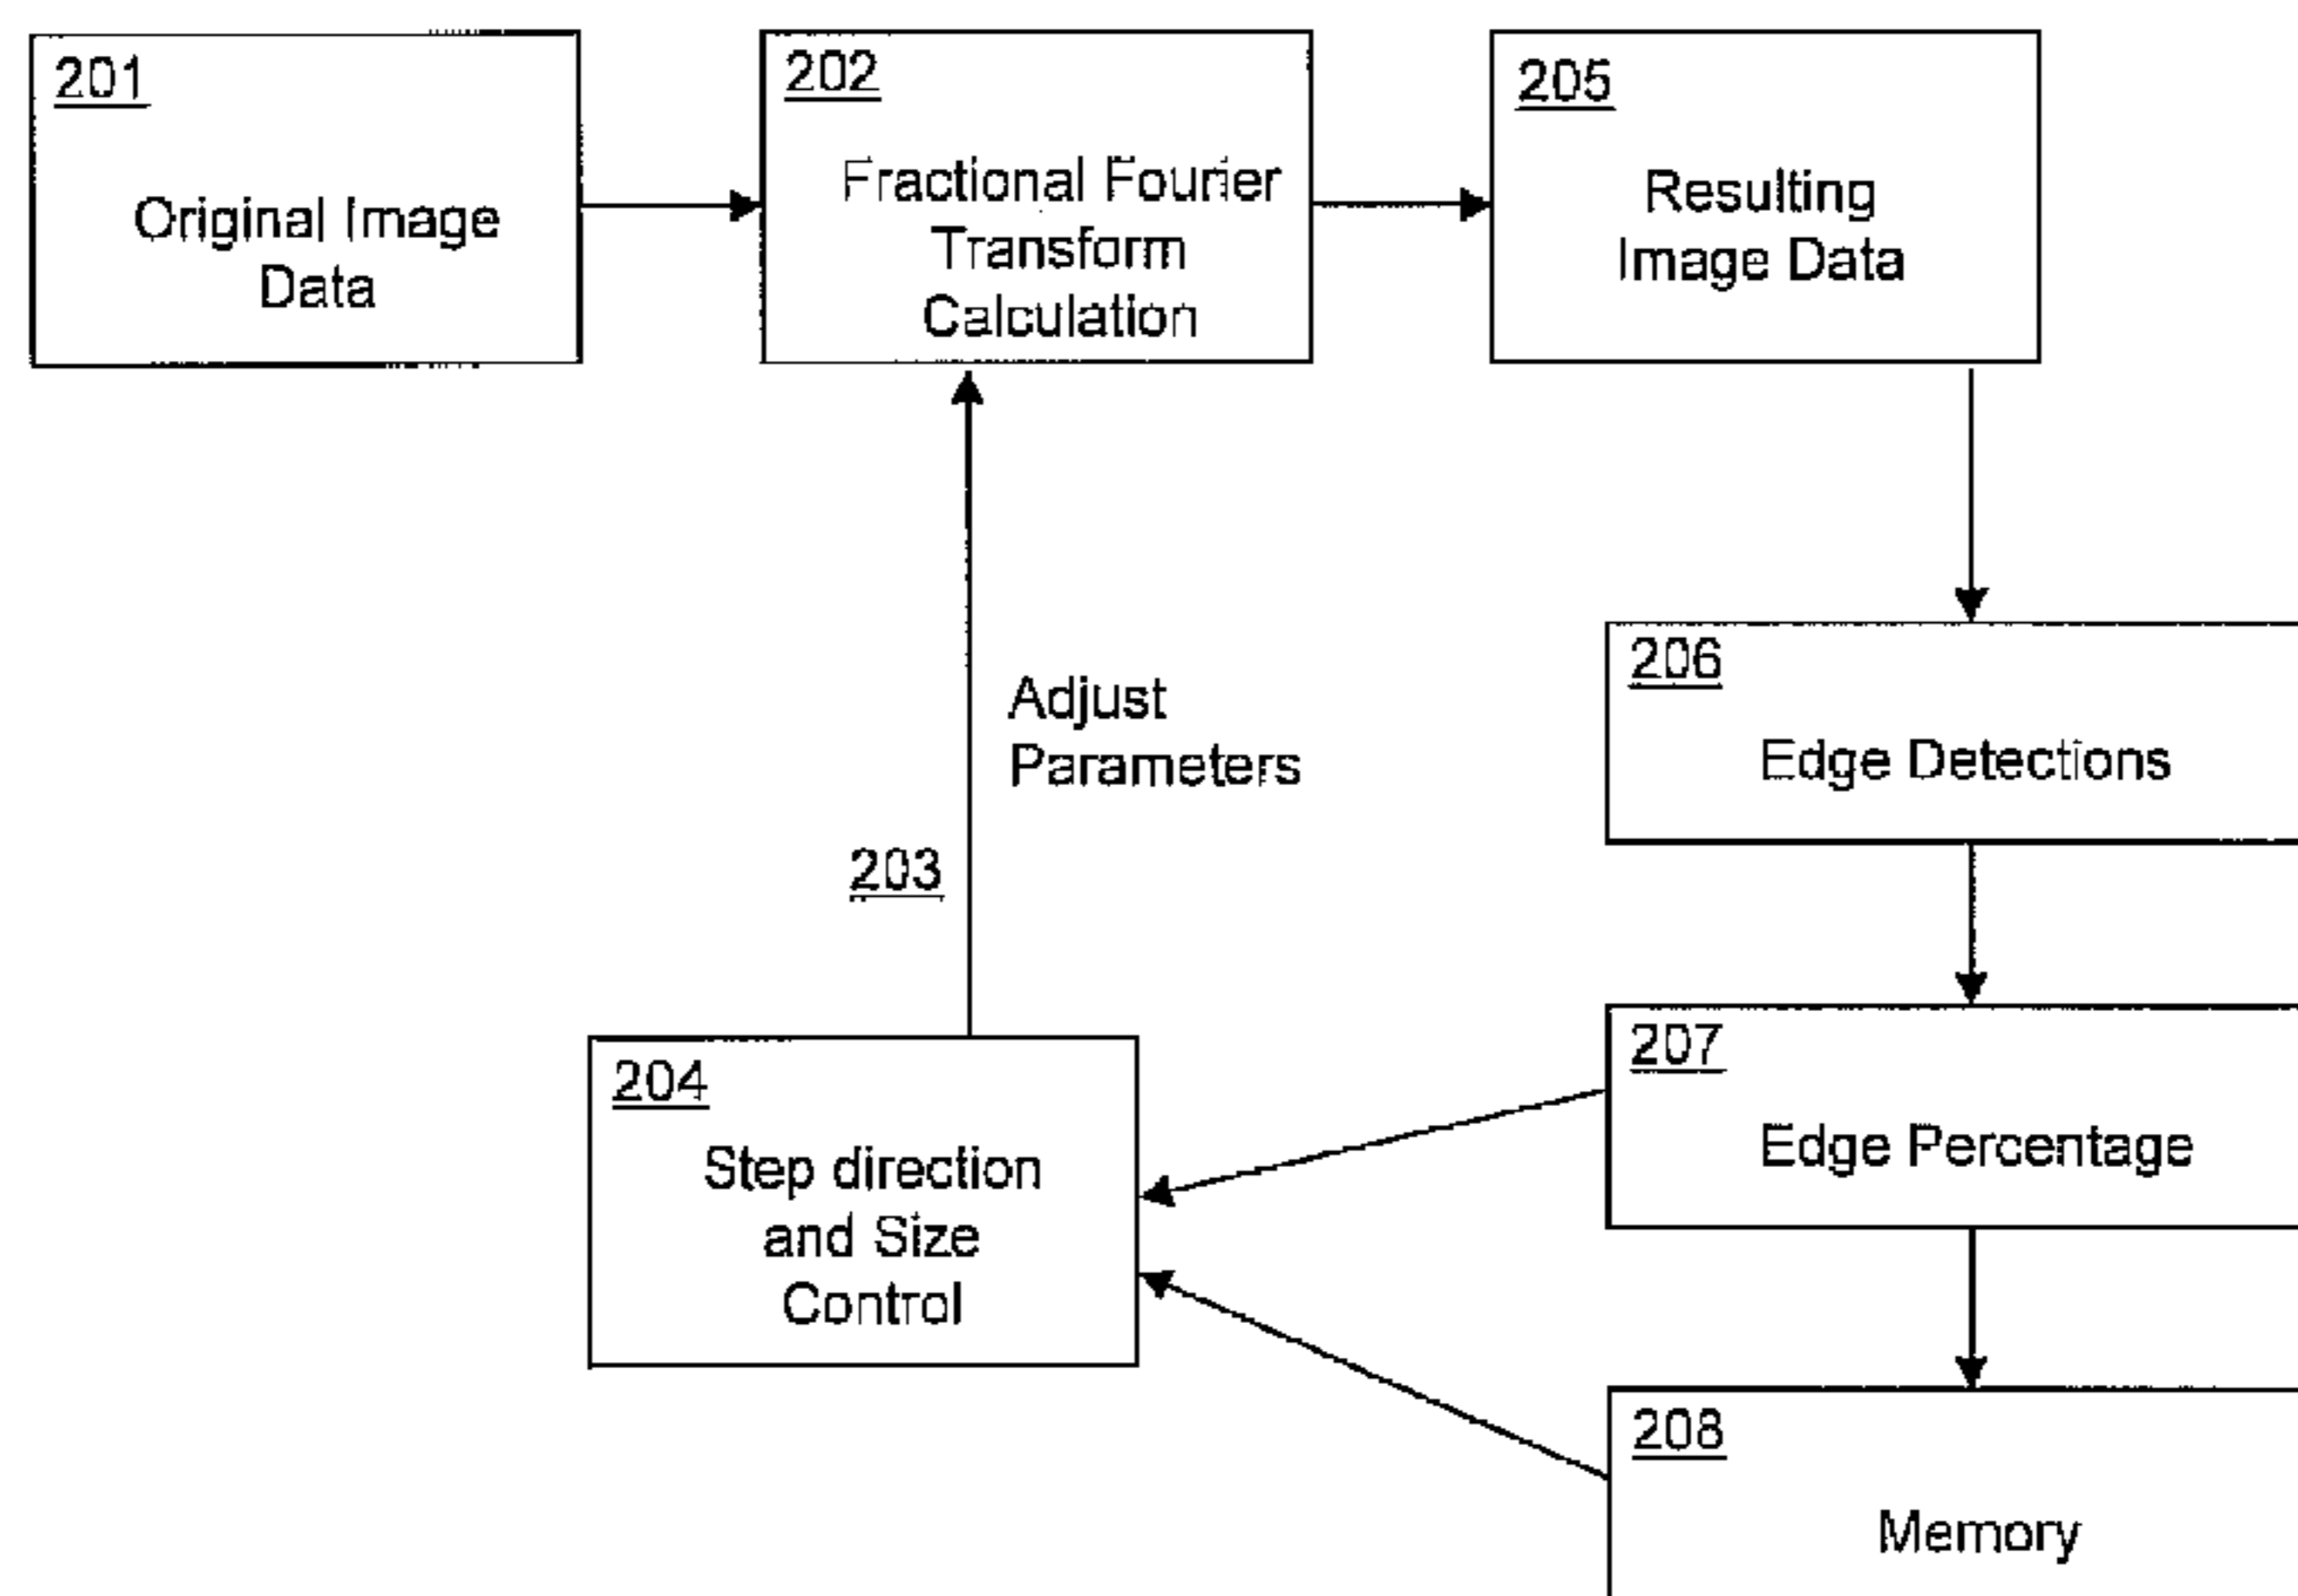 201
Original Image
Data
202
Fractional Fourier
Transform
Calculation
205
Resulting
Image Data
206
Edge Detections
Adjust
Parameters
203
207
Edge Percentage
204
Step direction
and Size
Control
208
Memory